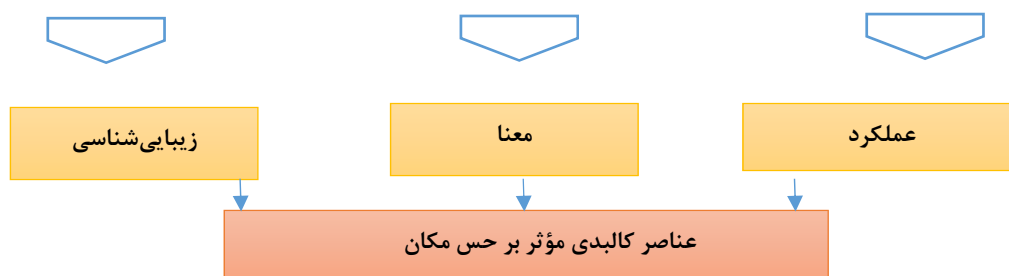 عملکرد
معنا
زیبایی‌شناسی
عناصر کالبدی مؤثر بر حس مکان